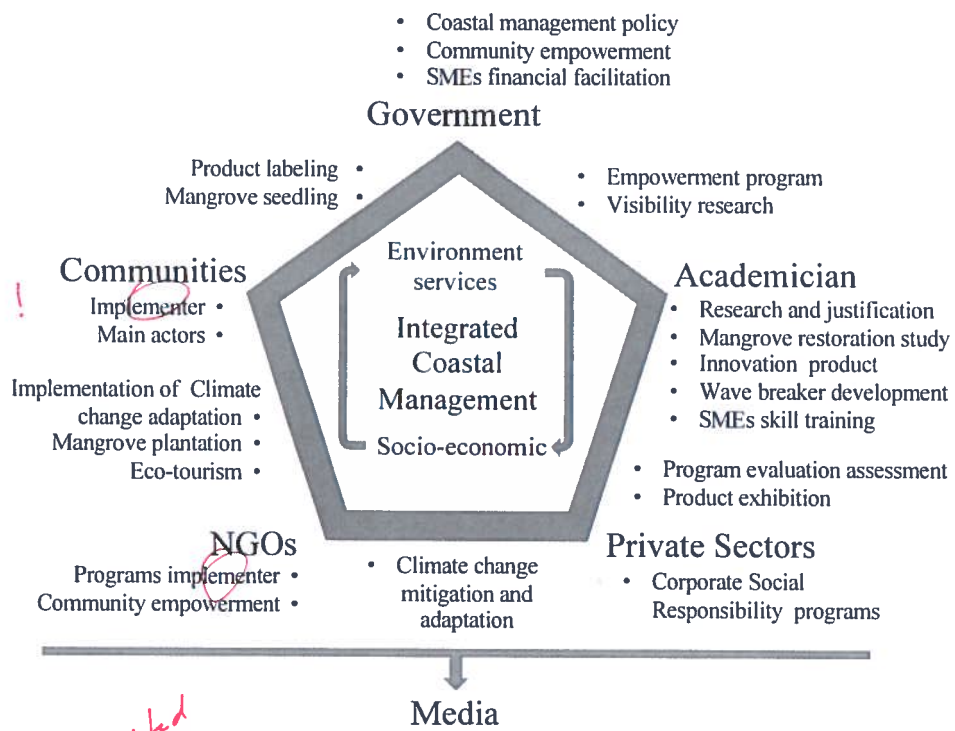 • Coastal management policy
• Community empowerment
• SMEs financial facilitation
Government
Product labeling •
Mangrove seedling •
• Empowerment program
• Visibility research
Communities
Implementer •
Main actors •
!
Environment
services
Integrated
Coastal
Management
Socio-economic
Academician
• Research and justification
• Mangrove restoration study
• Innovation product
• Wave breaker development
• SMEs skill training
Implementation of Climate
change adaptation •
Mangrove plantation •
Eco-tourism •
• Program evaluation assessment
• Product exhibition
NGOs
Programs implementer •
Community empowerment •
• Climate change
mitigation and
adaptation
Private Sectors
• Corporate Social
Responsibility programs
Media